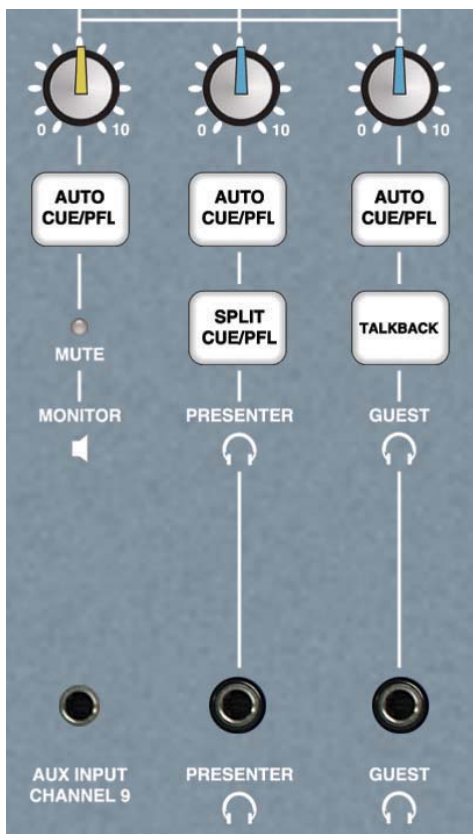 0 10 0 10 0 10
AUTO CUE/PFL AUTO CUE/PFL AUTO CUE/PFL
SPLIT CUE/PFL TALKBACK
MUTE
MONITOR PRESENTER GUEST
AUX INPUT CHANNEL 9 PRESENTER GUEST